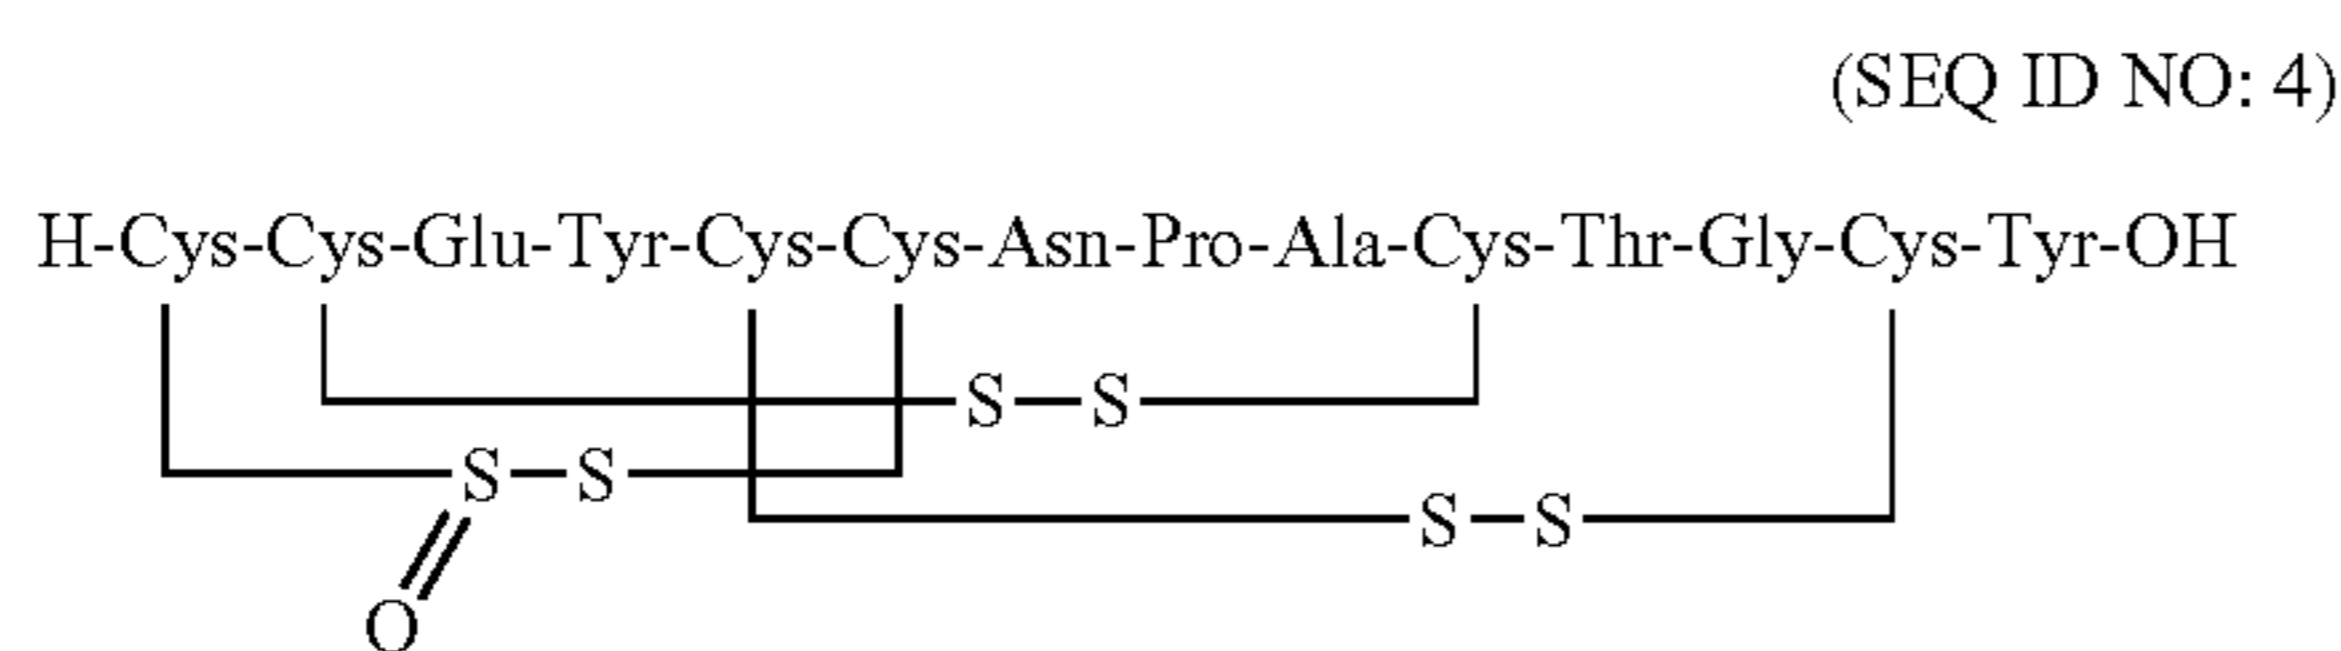 (SEQ ID NO: 4)
H-Cys-Cys-Glu-Tyr-Cys-Cys-Asn-Pro-Ala-Cys-Thr-Gly-Cys-Tyr-OH
S—S
S—S
S—S
O